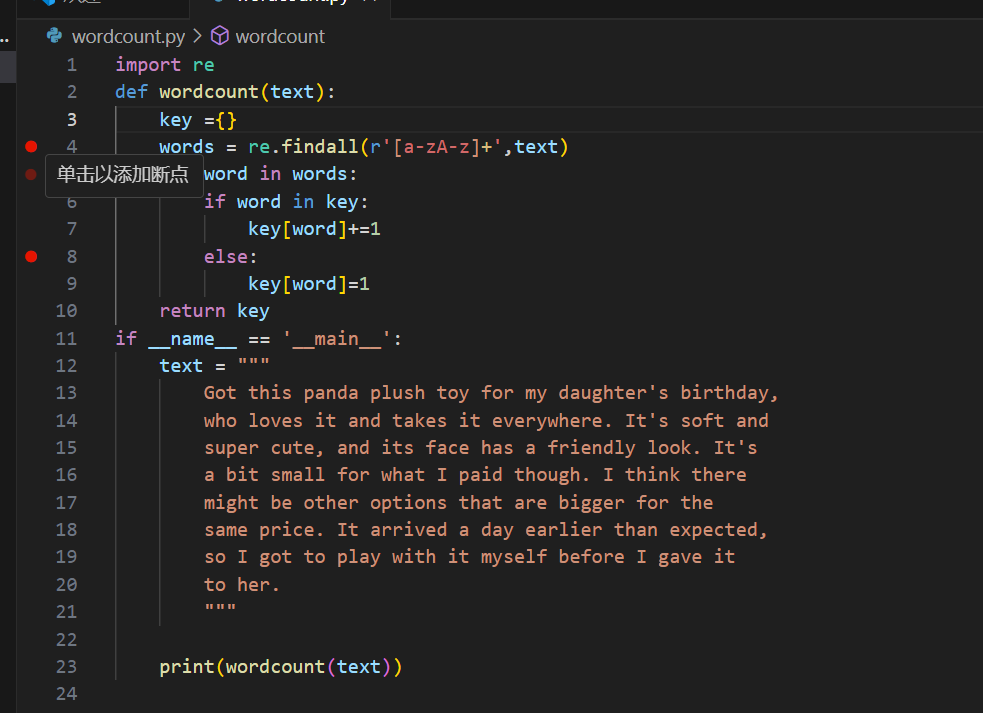 wordcount.py > wordcount
1 import re
2 def wordcount(text):
3 key ={}
4 words = re.findall(r'[a-zA-z]+',text)
单击以添加断点 word in words:
6 if word in key:
7 key[word]+=1
8 else:
9 key[word]=1
10 return key
11 if __name__ == '__main__':
12 text = """
13 Got this panda plush toy for my daughter's birthday,
14 who loves it and takes it everywhere. It's soft and
15 super cute, and its face has a friendly look. It's
16 a bit small for what I paid though. I think there
17 might be other options that are bigger for the
18 same price. It arrived a day earlier than expected,
19 so I got to play with it myself before I gave it
20 to her.
21 """
22
23 print(wordcount(text))
24